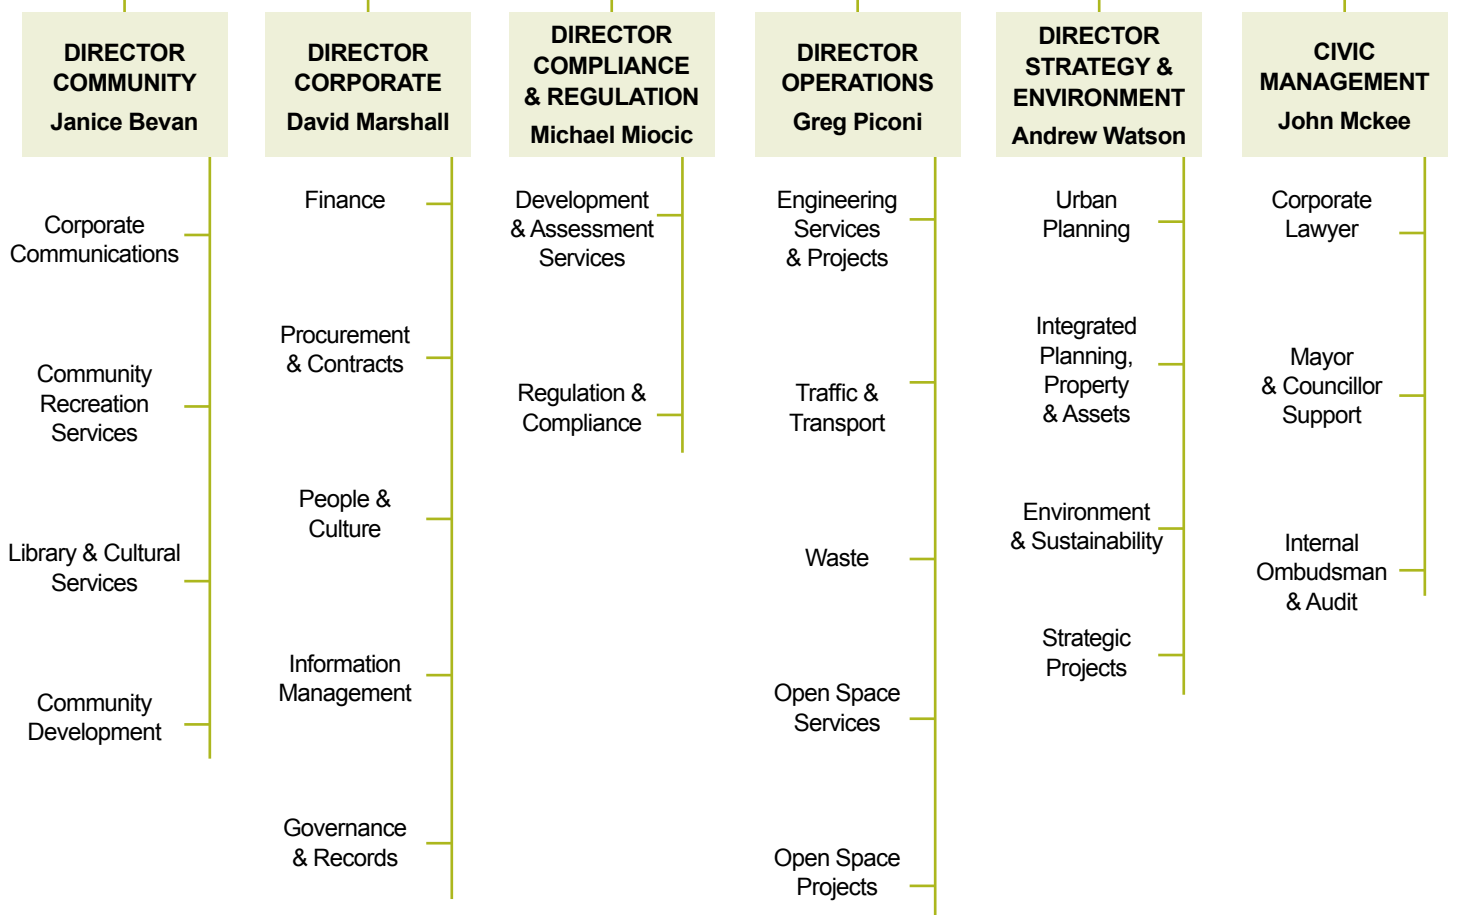 DIRECTOR
COMMUNITY
Janice Bevan
Corporate
Communications
Community
Recreation
Services
Library & Cultural
Services
Community
Development
DIRECTOR
CORPORATE
David Marshall
Finance
Procurement
& Contracts
People &
Culture
Information
Management
Governance
& Records
DIRECTOR
COMPLIANCE
& REGULATION
Michael Miocic
Development
& Assessment
Services
Regulation &
Compliance
DIRECTOR
OPERATIONS
Greg Piconi
Engineering
Services
& Projects
Traffic &
Transport
Waste
Open Space
Services
Open Space
Projects
DIRECTOR
STRATEGY &
ENVIRONMENT
Andrew Watson
Urban
Planning
Integrated
Planning,
Property
& Assets
Environment
& Sustainability
Strategic
Projects
CIVIC
MANAGEMENT
John Mckee
Corporate
Lawyer
Mayor
& Councillor
Support
Internal
Ombudsman
& Audit